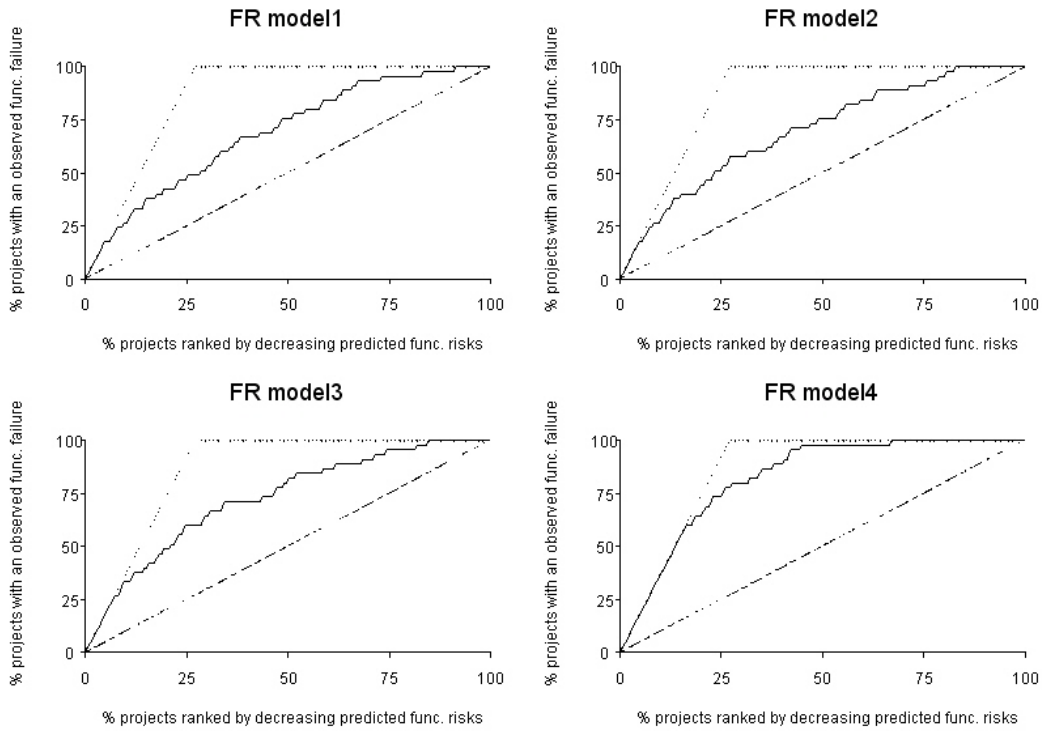 FR model1
% projects with an observed func. failure
100
75
50
25
0
0 25 50 75 100
% projects ranked by decreasing predicted func. risks
FR model2
% projects with an observed func. failure
100
75
50
25
0
0 25 50 75 100
% projects ranked by decreasing predicted func. risks
FR model3
% projects with an observed func. failure
100
75
50
25
0
0 25 50 75 100
% projects ranked by decreasing predicted func. risks
FR model4
% projects with an observed func. failure
100
75
50
25
0
0 25 50 75 100
% projects ranked by decreasing predicted func. risks